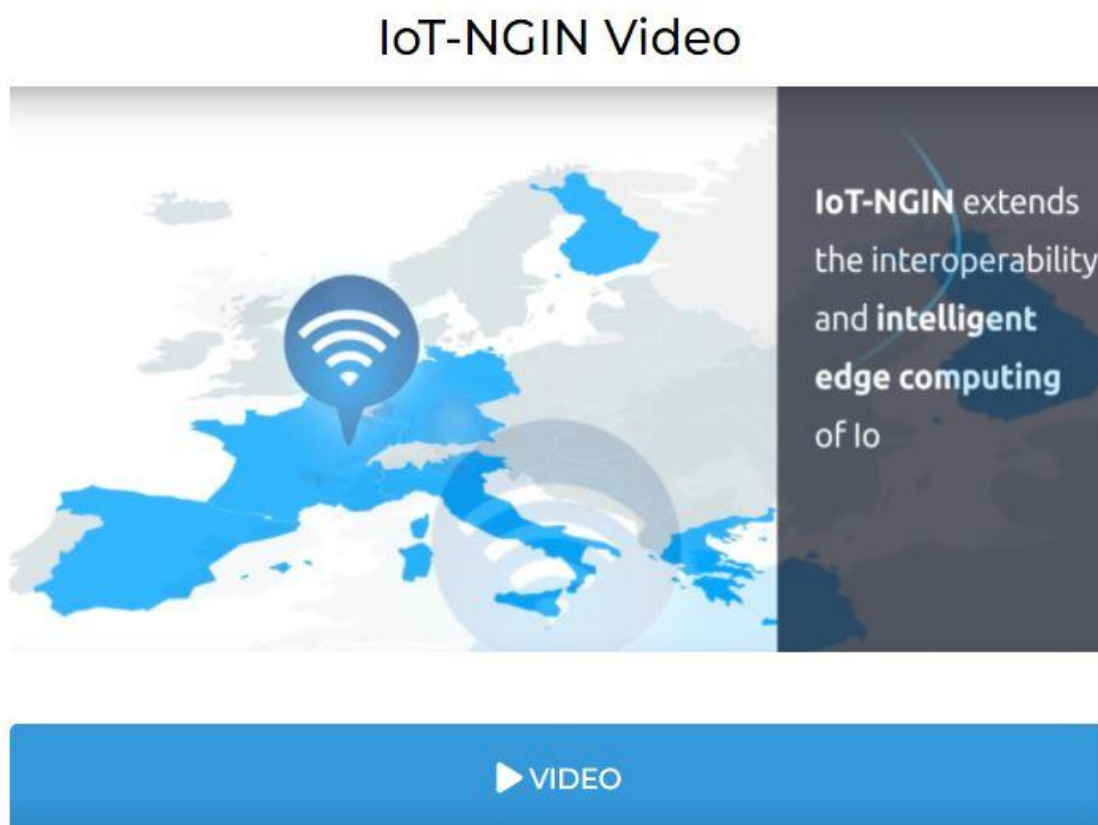 IoT-NGIN Video
IoT-NGIN extends
the interoperability
and intelligent
edge computing
of Io
VIDEO